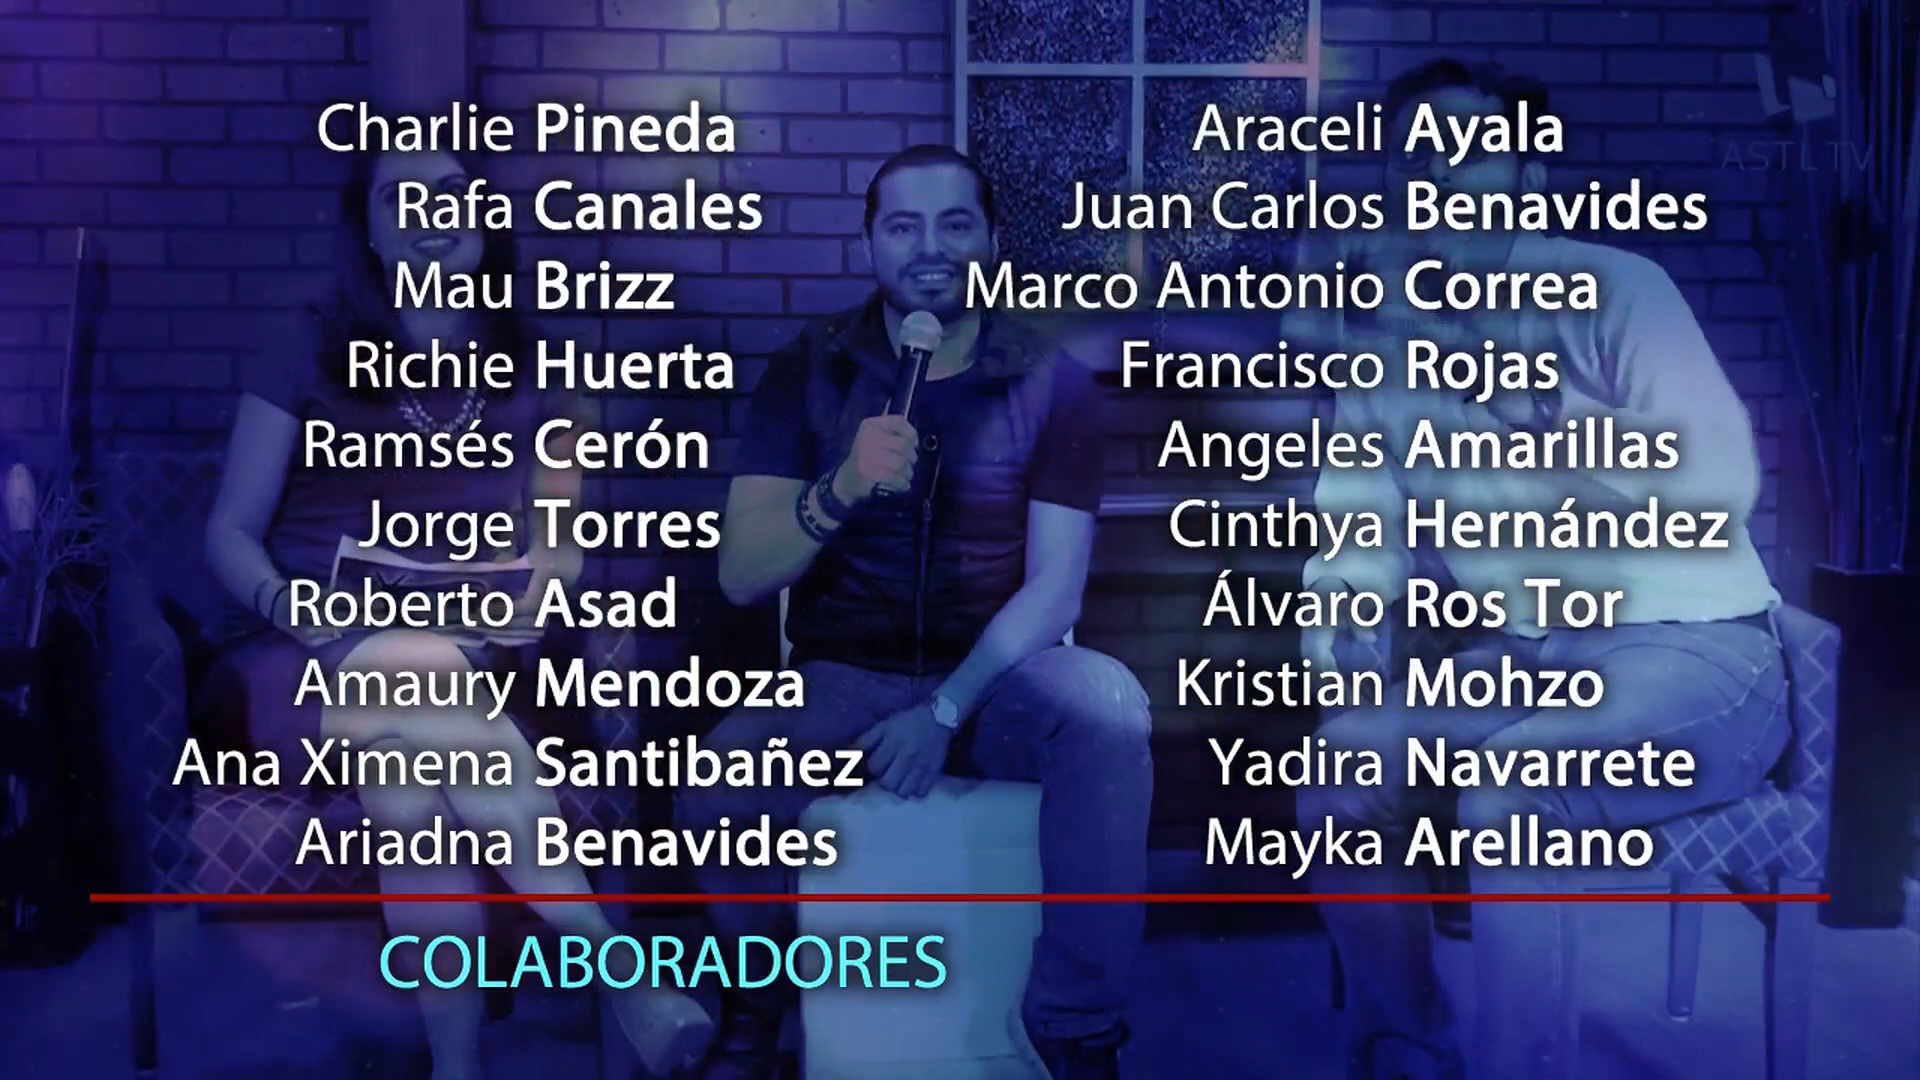 Charlie Pineda
Rafa Canales
Mau Brizz
Richie Huerta
Ramsés Cerón
Jorge Torres
Roberto Asad
Amaury Mendoza
Ana Ximena Santibañez
Ariadna Benavides
Araceli Ayala
Juan Carlos Benavides
Marco Antonio Correa
Francisco Rojas
Angeles Amarillas
Cinthya Hernández
Álvaro Ros Tor
Kristian Mohzo
Yadira Navarrete
Mayka Arellano
COLABORADORES
ASTL TV